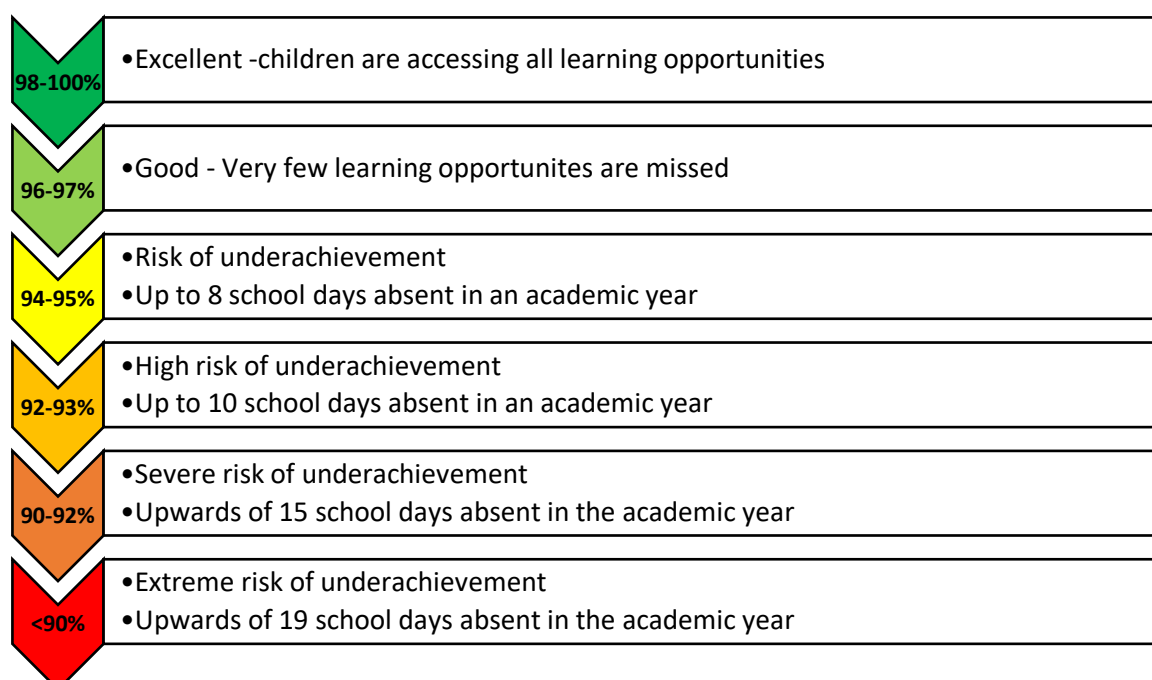 98-100%
•Excellent -children are accessing all learning opportunities
96-97%
•Good - Very few learning opportunites are missed
94-95%
•Risk of underachievement
•Up to 8 school days absent in an academic year
92-93%
•High risk of underachievement
•Up to 10 school days absent in an academic year
90-92%
•Severe risk of underachievement
•Upwards of 15 school days absent in the academic year
<90%
•Extreme risk of underachievement
•Upwards of 19 school days absent in the academic year